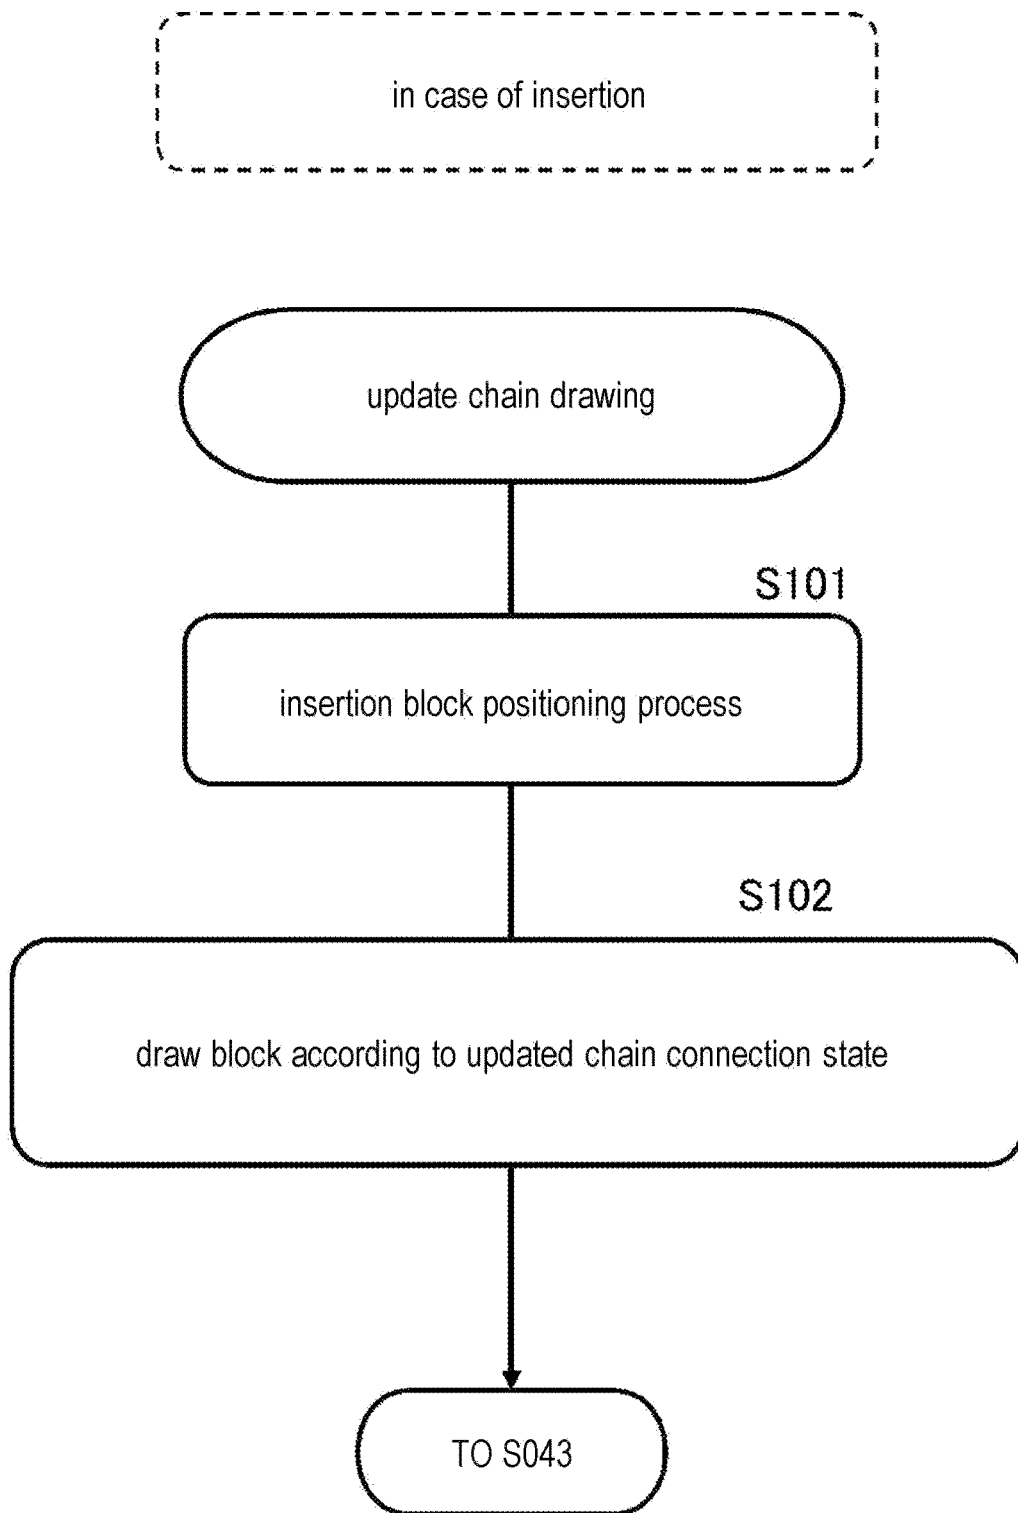 in case of insertion
update chain drawing
S101
insertion block positioning process
S102
draw block according to updated chain connection state
TO S043